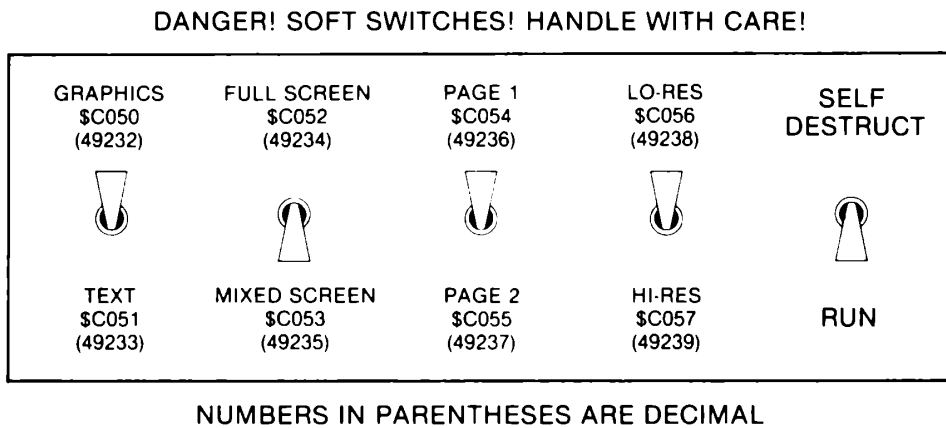 DANGER! SOFT SWITCHES! HANDLE WITH CARE!
GRAPHICS
$C050
(49232)
FULL SCREEN
$C052
(49234)
PAGE 1
$C054
(49236)
LO-RES
$C056
(49238)
SELF
DESTRUCT
TEXT
$C051
(49233)
MIXED SCREEN
$C053
(49235)
PAGE 2
$C055
(49237)
HI-RES
$C057
(49239)
RUN
NUMBERS IN PARENTHESES ARE DECIMAL